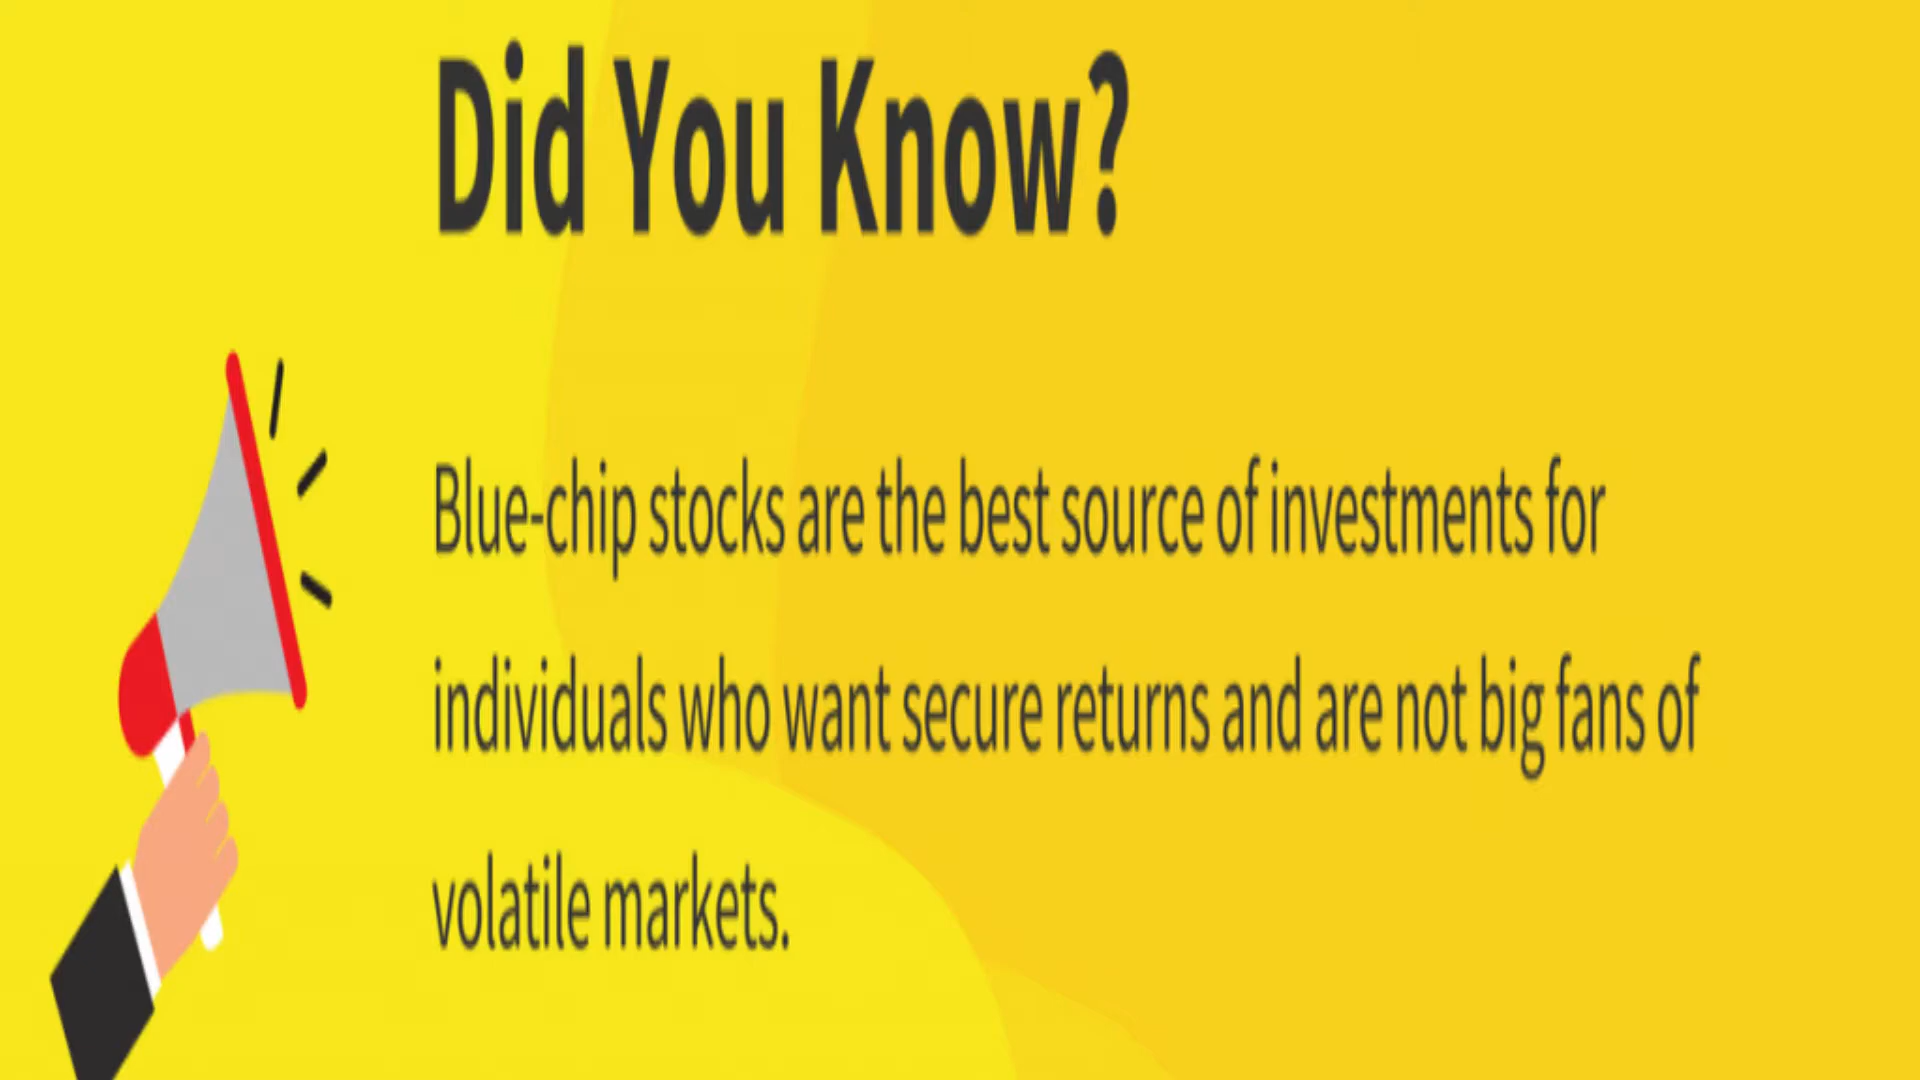 Did You Know?
Blue-chip stocks are the best source of investments for
individuals who want secure returns and are not big fans of
volatile markets.